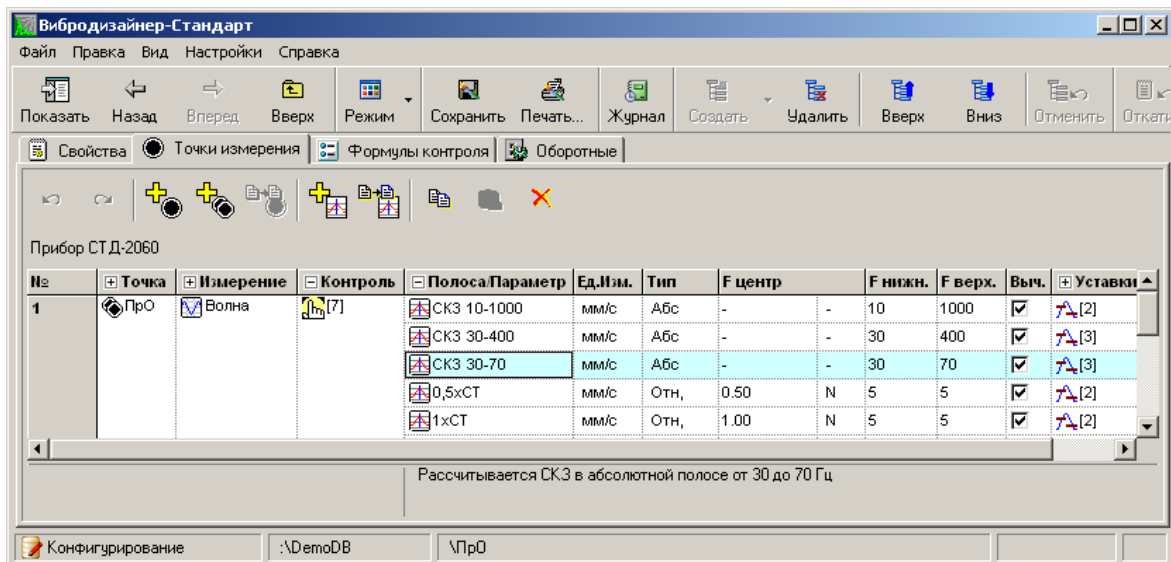 Вибродизайнер-Стандарт
Файл Правка Вид Настройки Справка
Показать Назад Вперед Вверх Режим Сохранить Печать... Журнал Создать Удалить Вверх Вниз Отменить Откати
Свойства Точки измерения Формулы контроля Оборотные
Прибор СТД-2060
№ Точка Измерение Контроль Полоса/Параметр Ед.Изм. Тип F центр F нижн. F верх. Выч. Уставки
1 ПрО Волна [7] СКЗ 10-1000 мм/с Абс - - 10 1000 [2]
СКЗ 30-400 мм/с Абс - - 30 400 [3]
СКЗ 30-70 мм/с Абс - - 30 70 [3]
0,5хСТ мм/с Отн, 0.50 N 5 5 [2]
1хСТ мм/с Отн, 1.00 N 5 5 [2]
Рассчитывается СКЗ в абсолютной полосе от 30 до 70 Гц
Конфигурирование :\DemoDB \ПрО